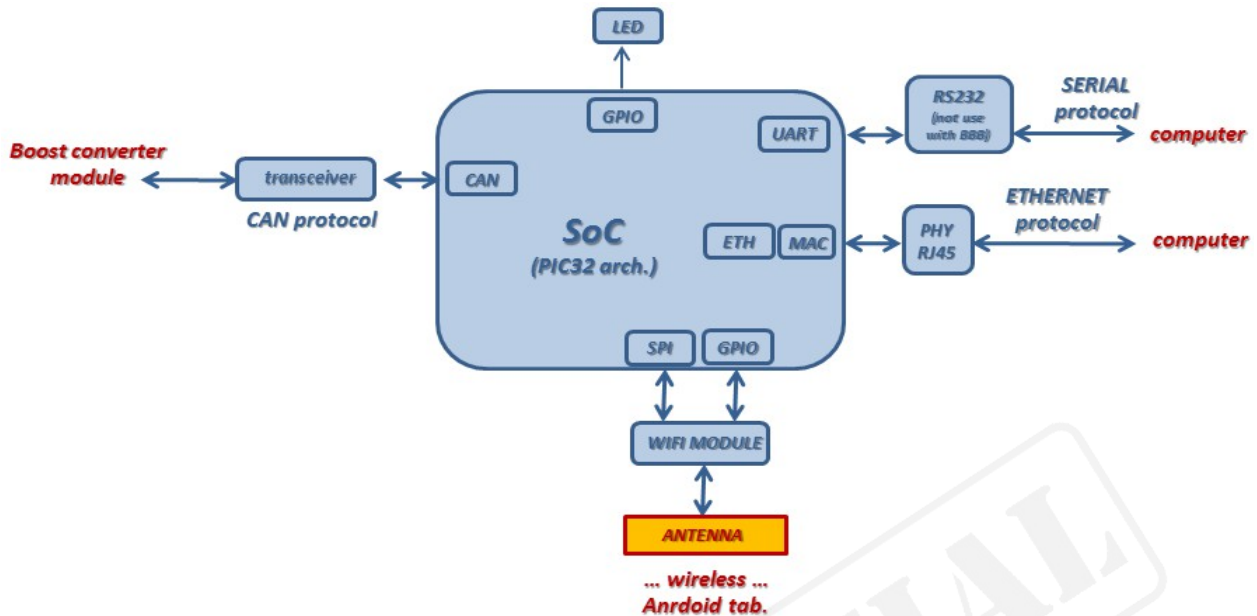 LED
GPIO
UART
RS232
(not use
with BBB)
SERIAL
protocol
computer
Boost converter
module
transceiver
CAN protocol
CAN
SoC
(PIC32 arch.)
ETH
MAC
PHY
RJ45
ETHERNET
protocol
computer
SPI
GPIO
WIFI MODULE
ANTENNA
... wireless ...
Anrdoid tab.